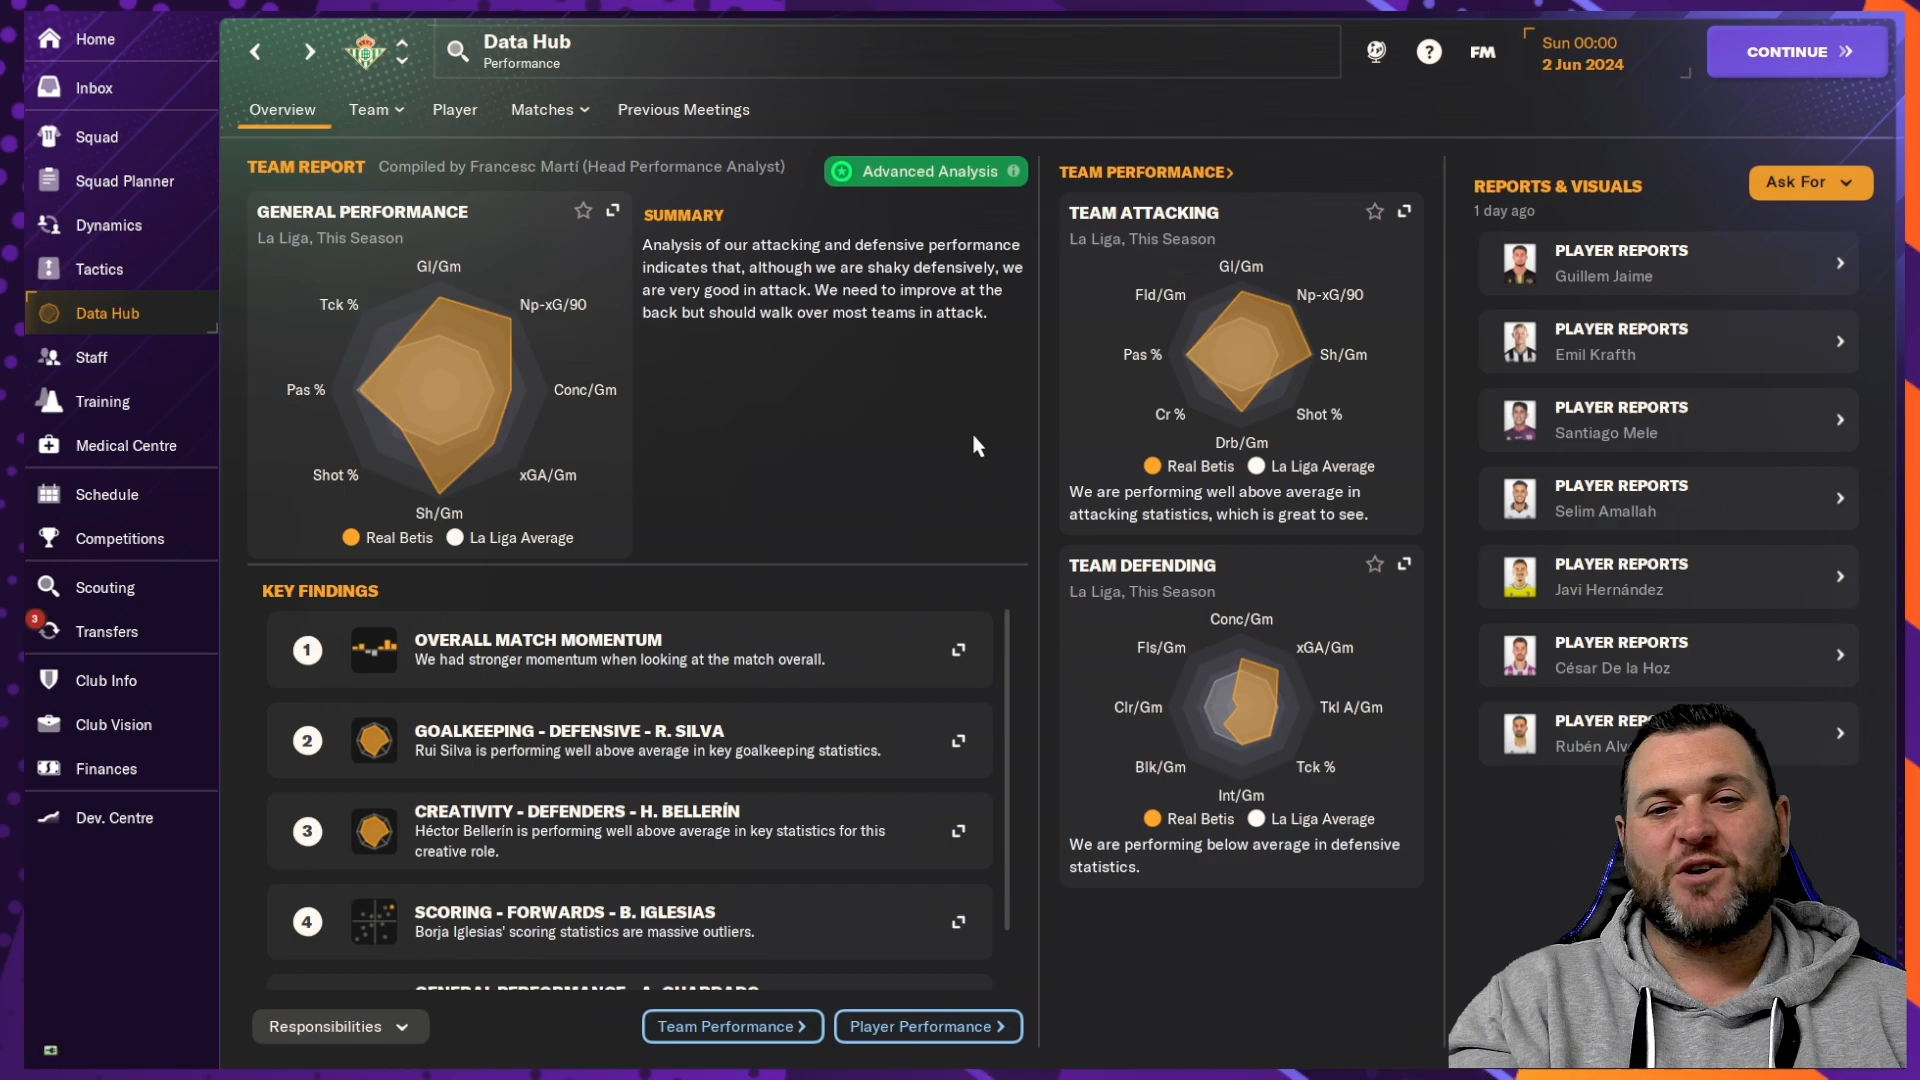 Home
Inbox
Squad
Squad Planner
Dynamics
Tactics
Data Hub
Staff
Training
Medical Centre
Schedule
Competitions
Scouting
3
Transfers
Club Info
Club Vision
Finances
Dev. Centre
Data Hub
Performance
?
FM
Sun 00:00
2 Jun 2024
CONTINUE
Overview
Team
Player
Matches
Previous Meetings
TEAM REPORT Compiled by Francesc Martí (Head Performance Analyst)
Advanced Analysis
GENERAL PERFORMANCE
La Liga, This Season
Gl/Gm
Tck %
Np-xG/90
Pas %
Conc/Gm
Shot %
xGA/Gm
Sh/Gm
Real Betis
La Liga Average
SUMMARY
Analysis of our attacking and defensive performance
indicates that, although we are shaky defensively, we
are very good in attack. We need to improve at the
back but should walk over most teams in attack.
KEY FINDINGS
1
OVERALL MATCH MOMENTUM
We had stronger momentum when looking at the match overall.
2
GOALKEEPING - DEFENSIVE - R. SILVA
Rui Silva is performing well above average in key goalkeeping statistics.
3
CREATIVITY - DEFENDERS - H. BELLERÍN
Héctor Bellerín is performing well above average in key statistics for this
creative role.
4
SCORING - FORWARDS - B. IGLESIAS
Borja Iglesias' scoring statistics are massive outliers.
GENERAL PERFORMANCE - A. GUARDADO
Responsibilities
Team Performance
Player Performance
TEAM PERFORMANCE
TEAM ATTACKING
La Liga, This Season
Gl/Gm
Fld/Gm
Np-xG/90
Pas %
Sh/Gm
Cr %
Shot %
Drb/Gm
Real Betis
La Liga Average
We are performing well above average in
attacking statistics, which is great to see.
TEAM DEFENDING
La Liga, This Season
Conc/Gm
Fls/Gm
xGA/Gm
Clr/Gm
Tkl A/Gm
Blk/Gm
Tck %
Int/Gm
Real Betis
La Liga Average
We are performing below average in defensive
statistics.
REPORTS & VISUALS
1 day ago
Ask For
PLAYER REPORTS
Guillem Jaime
PLAYER REPORTS
Emil Krafth
PLAYER REPORTS
Santiago Mele
PLAYER REPORTS
Selim Amallah
PLAYER REPORTS
Javi Hernández
PLAYER REPORTS
César De la Hoz
PLAYER
Rubén